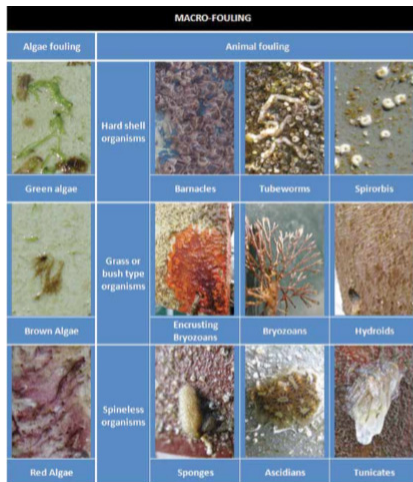 MACRO-FOULING
Algae fouling
Animal fouling
Green algae
Hard shell
organisms
Barnacles
Tubeworms
Spirorbis
Brown Algae
Grass or
bush type
organisms
Encrusting
Bryozoans
Bryozoans
Hydroids
Red Algae
Spineless
organisms
Sponges
Ascidians
Tunicates